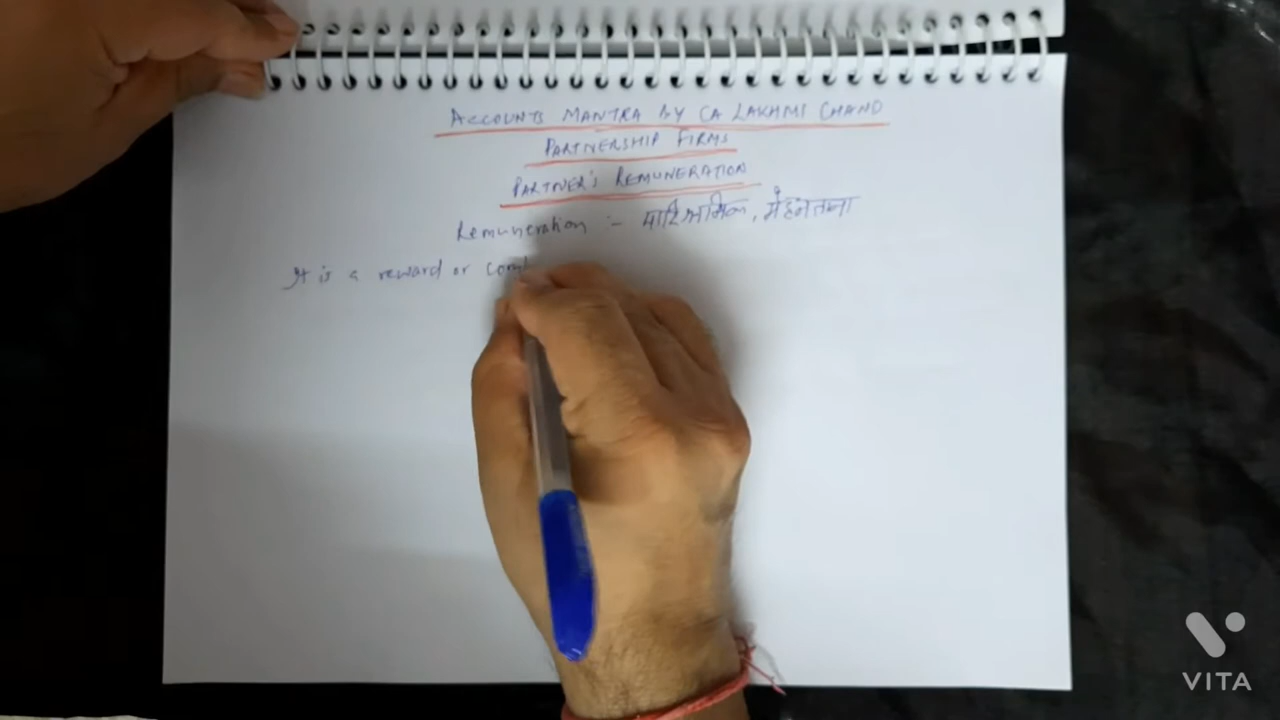 ACCOUNTS MANTRA BY CA LAKHMI CHAND
PARTNERSHIP FIRMS
PARTNER'S REMUNERATION
Remuneration :- पारिश्रमिक, मेहनताना
It is a reward or
VITA